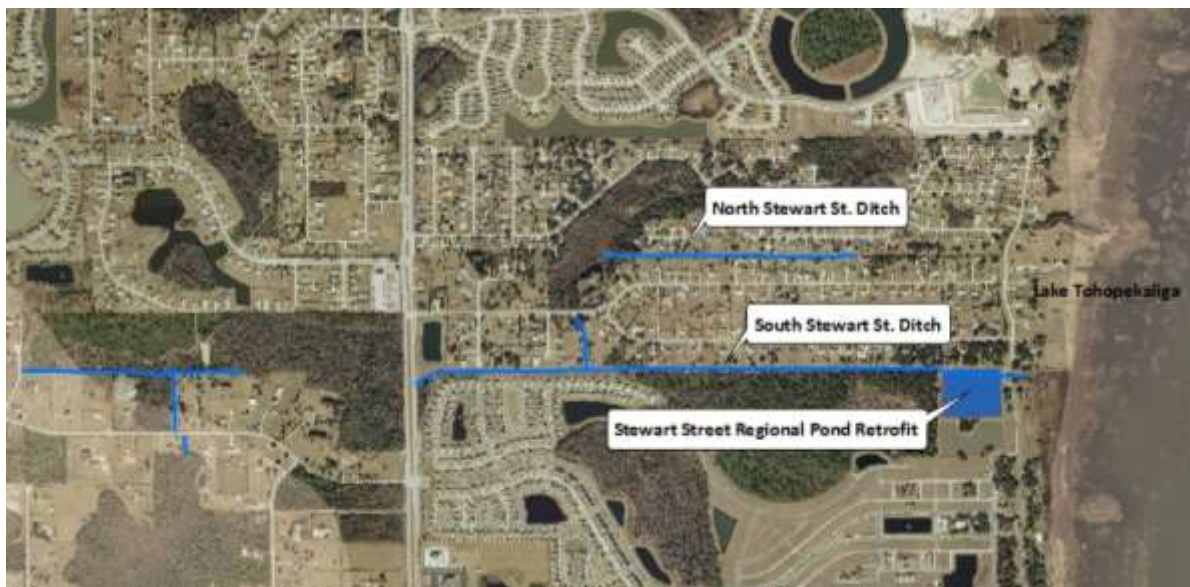 North Stewart St. Ditch
Lake Tohopekaliga
South Stewart St. Ditch
Stewart Street Regional Pond Retrofit